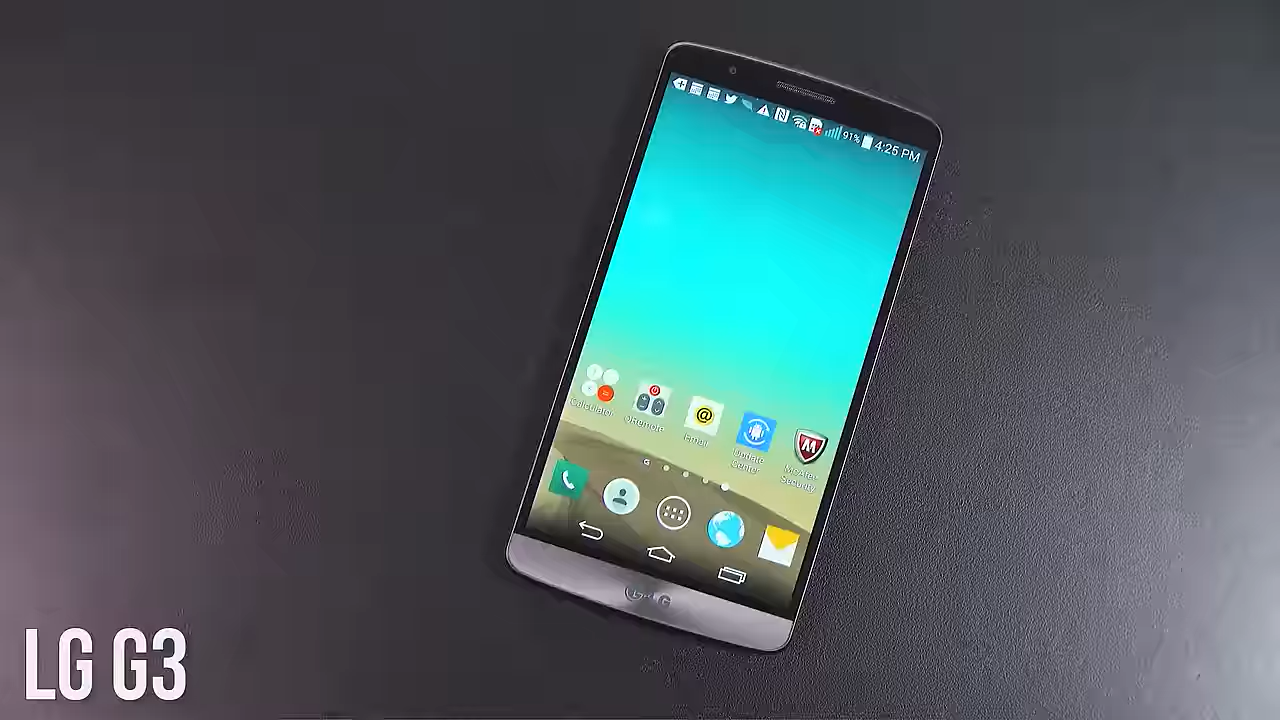 91%
4:25 PM
Calculator
QRemote
Email
Update
Center
McAfee
Security
LG
LG G3